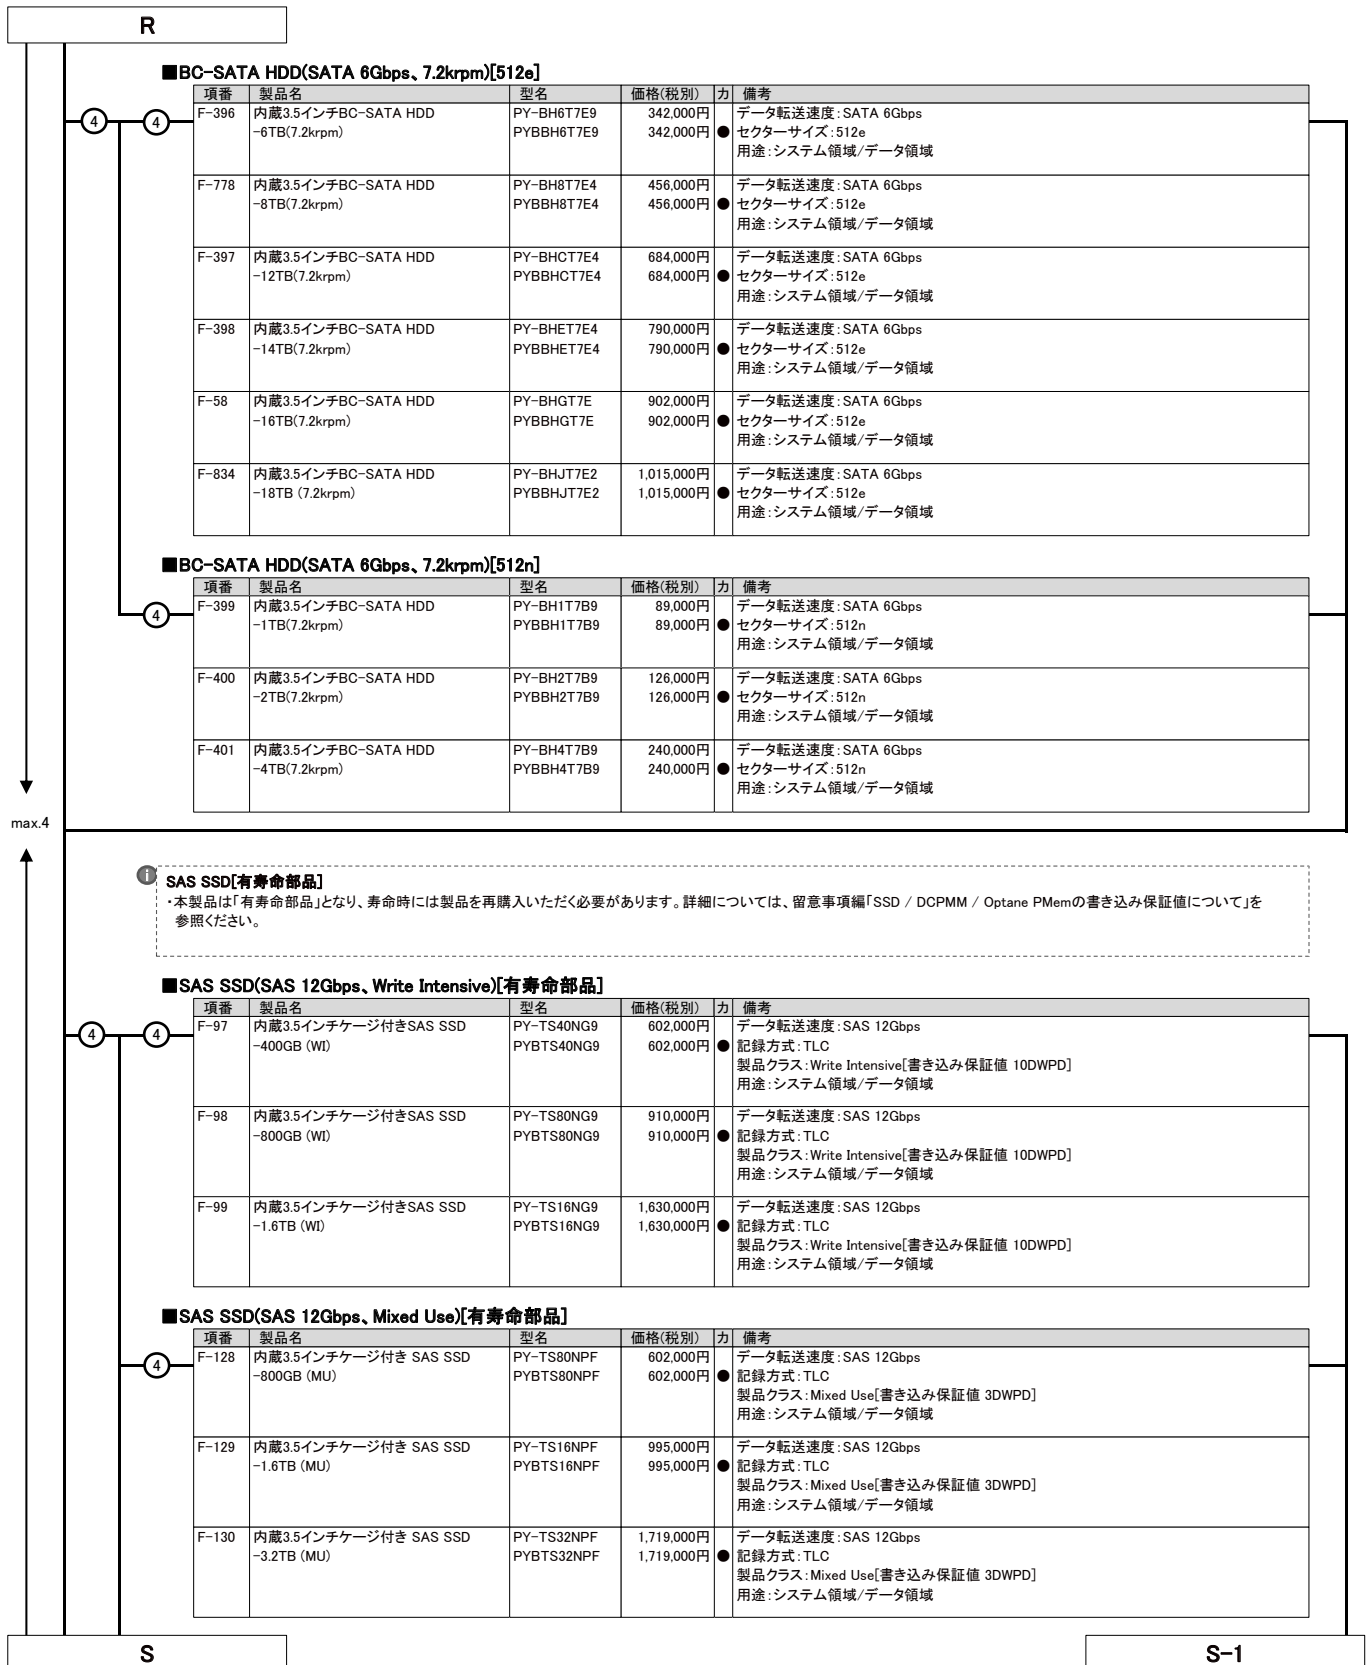 R
■BC-SATA HDD(SATA 6Gbps、7.2krpm)[512e]
項番 製品名 型名 価格(税別) カ 備考
④ ④ F-396 内蔵3.5インチBC-SATA HDD PY-BH6T7E9 342,000円 データ転送速度:SATA 6Gbps
-6TB(7.2krpm) PYBBH6T7E9 342,000円 ● セクターサイズ:512e
用途:システム領域/データ領域
F-778 内蔵3.5インチBC-SATA HDD PY-BH8T7E4 456,000円 データ転送速度:SATA 6Gbps
-8TB(7.2krpm) PYBBH8T7E4 456,000円 ● セクターサイズ:512e
用途:システム領域/データ領域
F-397 内蔵3.5インチBC-SATA HDD PY-BHCT7E4 684,000円 データ転送速度:SATA 6Gbps
-12TB(7.2krpm) PYBBHCT7E4 684,000円 ● セクターサイズ:512e
用途:システム領域/データ領域
F-398 内蔵3.5インチBC-SATA HDD PY-BHET7E4 790,000円 データ転送速度:SATA 6Gbps
-14TB(7.2krpm) PYBBHET7E4 790,000円 ● セクターサイズ:512e
用途:システム領域/データ領域
F-58 内蔵3.5インチBC-SATA HDD PY-BHGT7E 902,000円 データ転送速度:SATA 6Gbps
-16TB(7.2krpm) PYBBHGT7E 902,000円 ● セクターサイズ:512e
用途:システム領域/データ領域
F-834 内蔵3.5インチBC-SATA HDD PY-BHJT7E2 1,015,000円 データ転送速度:SATA 6Gbps
-18TB (7.2krpm) PYBBHJT7E2 1,015,000円 ● セクターサイズ:512e
用途:システム領域/データ領域
■BC-SATA HDD(SATA 6Gbps、7.2krpm)[512n]
項番 製品名 型名 価格(税別) カ 備考
④ F-399 内蔵3.5インチBC-SATA HDD PY-BH1T7B9 89,000円 データ転送速度:SATA 6Gbps
-1TB(7.2krpm) PYBBH1T7B9 89,000円 ● セクターサイズ:512n
用途:システム領域/データ領域
F-400 内蔵3.5インチBC-SATA HDD PY-BH2T7B9 126,000円 データ転送速度:SATA 6Gbps
-2TB(7.2krpm) PYBBH2T7B9 126,000円 ● セクターサイズ:512n
用途:システム領域/データ領域
F-401 内蔵3.5インチBC-SATA HDD PY-BH4T7B9 240,000円 データ転送速度:SATA 6Gbps
-4TB(7.2krpm) PYBBH4T7B9 240,000円 ● セクターサイズ:512n
用途:システム領域/データ領域
max.4
i SAS SSD[有寿命部品]
・本製品は「有寿命部品」となり、寿命時には製品を再購入いただく必要があります。詳細については、留意事項編「SSD / DCPMM / Optane PMemの書き込み保証値について」を
参照ください。
■SAS SSD(SAS 12Gbps、Write Intensive)[有寿命部品]
項番 製品名 型名 価格(税別) カ 備考
④ ④ F-97 内蔵3.5インチケージ付きSAS SSD PY-TS40NG9 602,000円 データ転送速度:SAS 12Gbps
-400GB (WI) PYBTS40NG9 602,000円 ● 記録方式:TLC
製品クラス:Write Intensive[書き込み保証値 10DWPD]
用途:システム領域/データ領域
F-98 内蔵3.5インチケージ付きSAS SSD PY-TS80NG9 910,000円 データ転送速度:SAS 12Gbps
-800GB (WI) PYBTS80NG9 910,000円 ● 記録方式:TLC
製品クラス:Write Intensive[書き込み保証値 10DWPD]
用途:システム領域/データ領域
F-99 内蔵3.5インチケージ付きSAS SSD PY-TS16NG9 1,630,000円 データ転送速度:SAS 12Gbps
-1.6TB (WI) PYBTS16NG9 1,630,000円 ● 記録方式:TLC
製品クラス:Write Intensive[書き込み保証値 10DWPD]
用途:システム領域/データ領域
■SAS SSD(SAS 12Gbps、Mixed Use)[有寿命部品]
項番 製品名 型名 価格(税別) カ 備考
④ F-128 内蔵3.5インチケージ付き SAS SSD PY-TS80NPF 602,000円 データ転送速度:SAS 12Gbps
-800GB (MU) PYBTS80NPF 602,000円 ● 記録方式:TLC
製品クラス:Mixed Use[書き込み保証値 3DWPD]
用途:システム領域/データ領域
F-129 内蔵3.5インチケージ付き SAS SSD PY-TS16NPF 995,000円 データ転送速度:SAS 12Gbps
-1.6TB (MU) PYBTS16NPF 995,000円 ● 記録方式:TLC
製品クラス:Mixed Use[書き込み保証値 3DWPD]
用途:システム領域/データ領域
F-130 内蔵3.5インチケージ付き SAS SSD PY-TS32NPF 1,719,000円 データ転送速度:SAS 12Gbps
-3.2TB (MU) PYBTS32NPF 1,719,000円 ● 記録方式:TLC
製品クラス:Mixed Use[書き込み保証値 3DWPD]
用途:システム領域/データ領域
S S-1